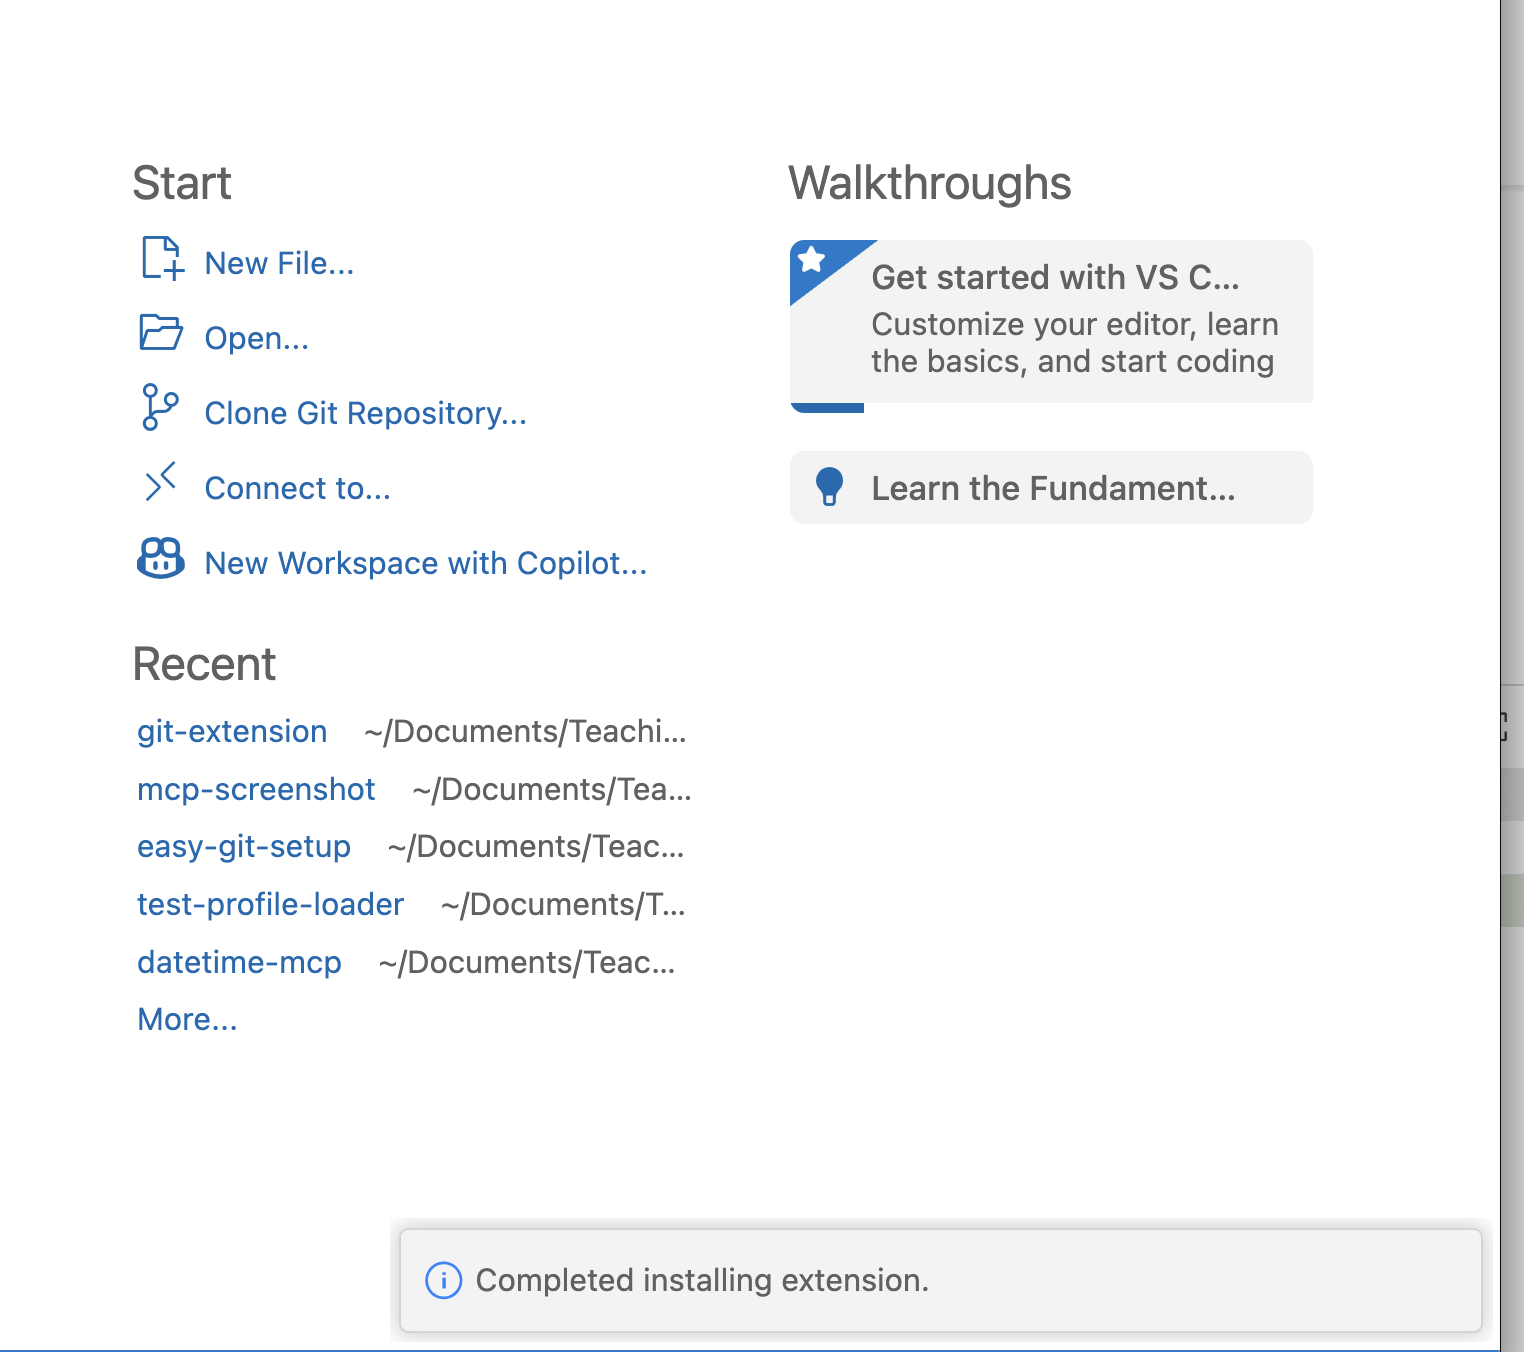 Start
New File...
Open...
Clone Git Repository...
Connect to...
New Workspace with Copilot...
Recent
git-extension ~/Documents/Teachi...
mcp-screenshot ~/Documents/Tea...
easy-git-setup ~/Documents/Teac...
test-profile-loader ~/Documents/T...
datetime-mcp ~/Documents/Teac...
More...
Walkthroughs
Get started with VS C...
Customize your editor, learn
the basics, and start coding
Learn the Fundament...
Completed installing extension.